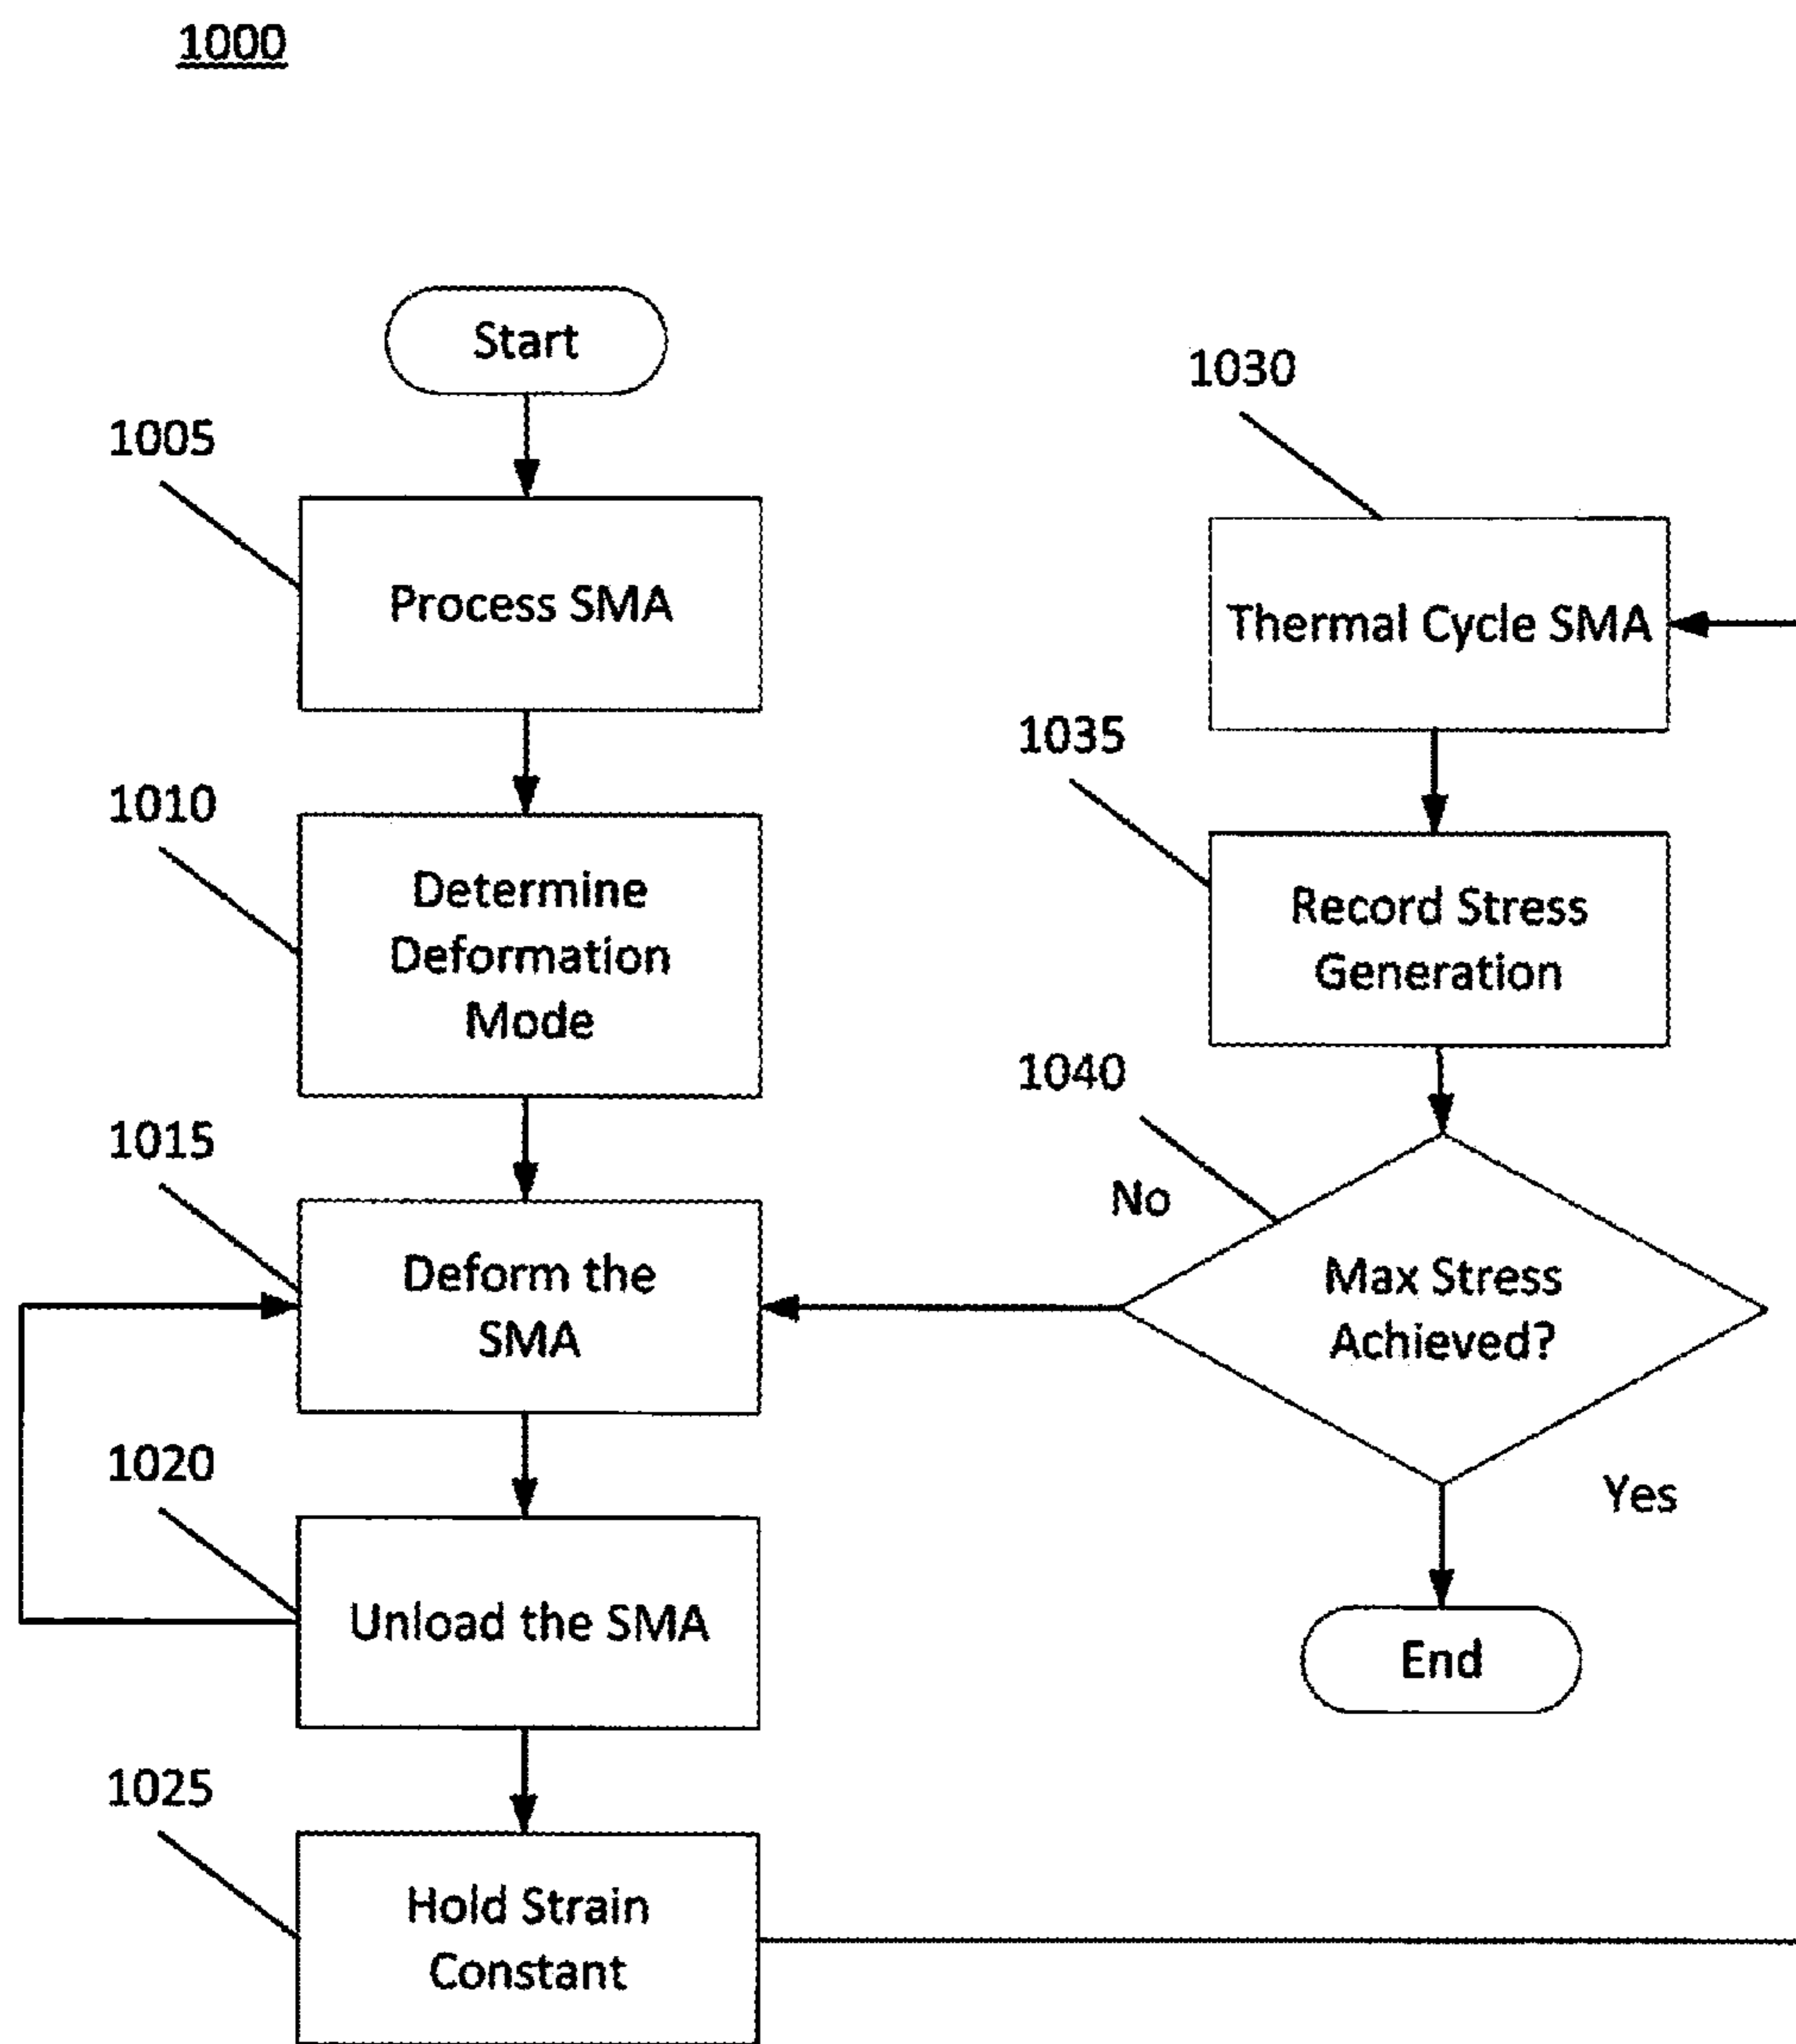 1000
Start
1005
Process SMA
1010
Determine
Deformation
Mode
1015
Deform the
SMA
1020
Unload the SMA
1025
Hold Strain
Constant
1030
Thermal Cycle SMA
1035
Record Stress
Generation
1040
No
Max Stress
Achieved?
Yes
End